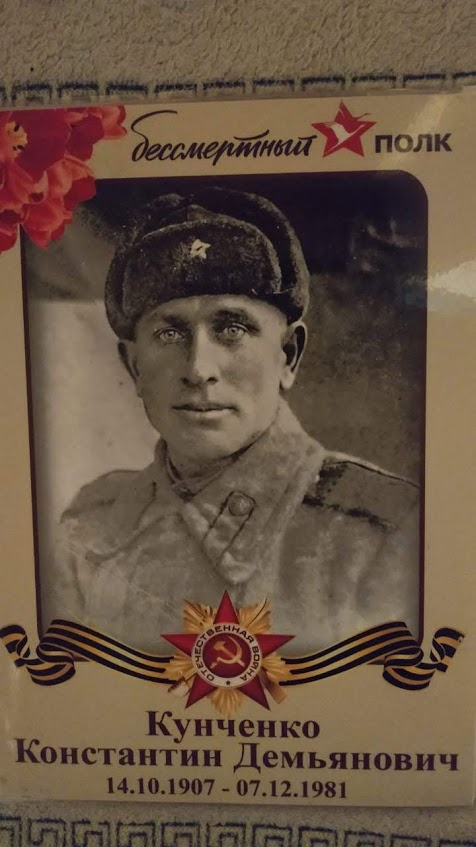 бессмертный полк
ОТЕЧЕСТВЕННАЯ ВОЙНА
Кунченко
Константин Демьянович
14.10.1907 - 07.12.1981